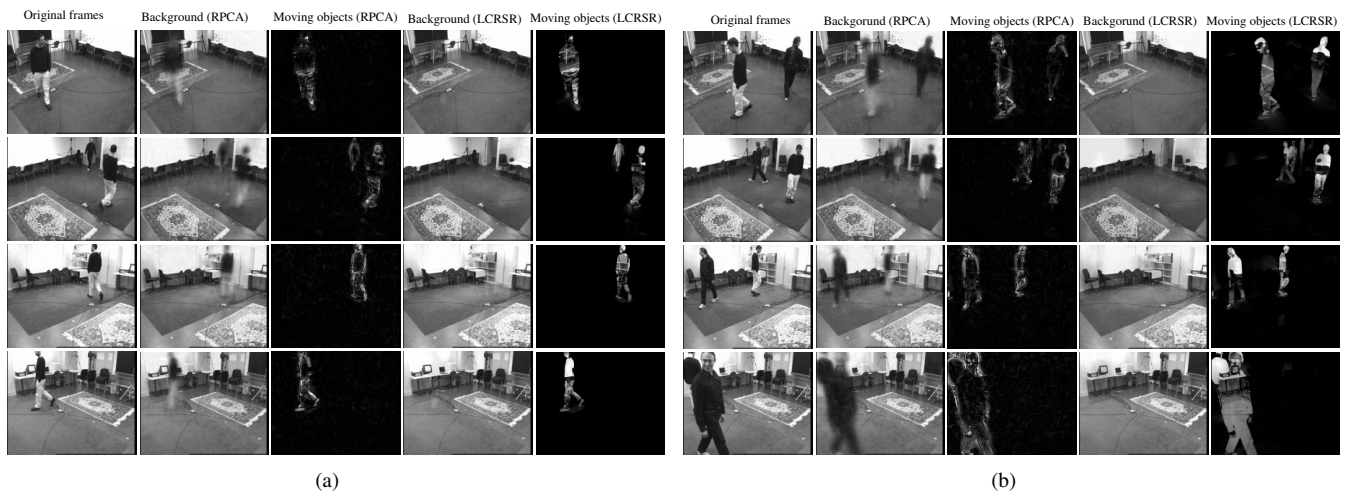 Original frames Background (RPCA) Moving objects (RPCA) Background (LCRSR) Moving objects (LCRSR)
Original frames Backgorund (RPCA) Moving objects (RPCA) Backgorund (LCRSR) Moving objects (LCRSR)
(a)
(b)